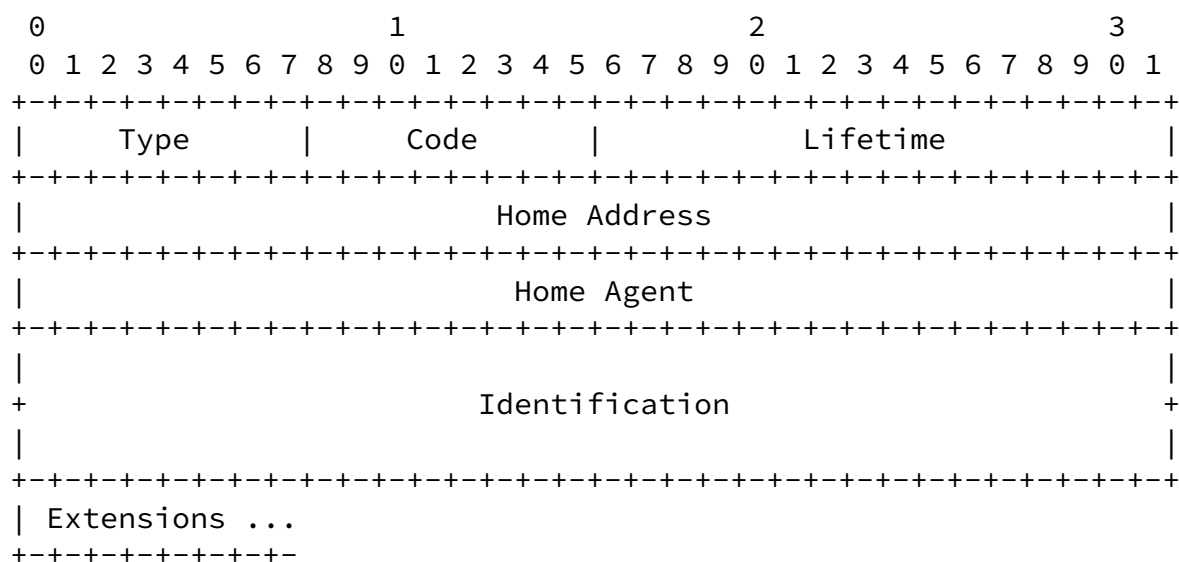 0                   1                   2                   3
 0 1 2 3 4 5 6 7 8 9 0 1 2 3 4 5 6 7 8 9 0 1 2 3 4 5 6 7 8 9 0 1
+-+-+-+-+-+-+-+-+-+-+-+-+-+-+-+-+-+-+-+-+-+-+-+-+-+-+-+-+-+-+-+-+
|     Type      |     Code      |           Lifetime            |
+-+-+-+-+-+-+-+-+-+-+-+-+-+-+-+-+-+-+-+-+-+-+-+-+-+-+-+-+-+-+-+-+
|                          Home Address                         |
+-+-+-+-+-+-+-+-+-+-+-+-+-+-+-+-+-+-+-+-+-+-+-+-+-+-+-+-+-+-+-+-+
|                           Home Agent                          |
+-+-+-+-+-+-+-+-+-+-+-+-+-+-+-+-+-+-+-+-+-+-+-+-+-+-+-+-+-+-+-+-+
|                                                               |
+                         Identification                        +
|                                                               |
+-+-+-+-+-+-+-+-+-+-+-+-+-+-+-+-+-+-+-+-+-+-+-+-+-+-+-+-+-+-+-+-+
| Extensions ...
+-+-+-+-+-+-+-+-